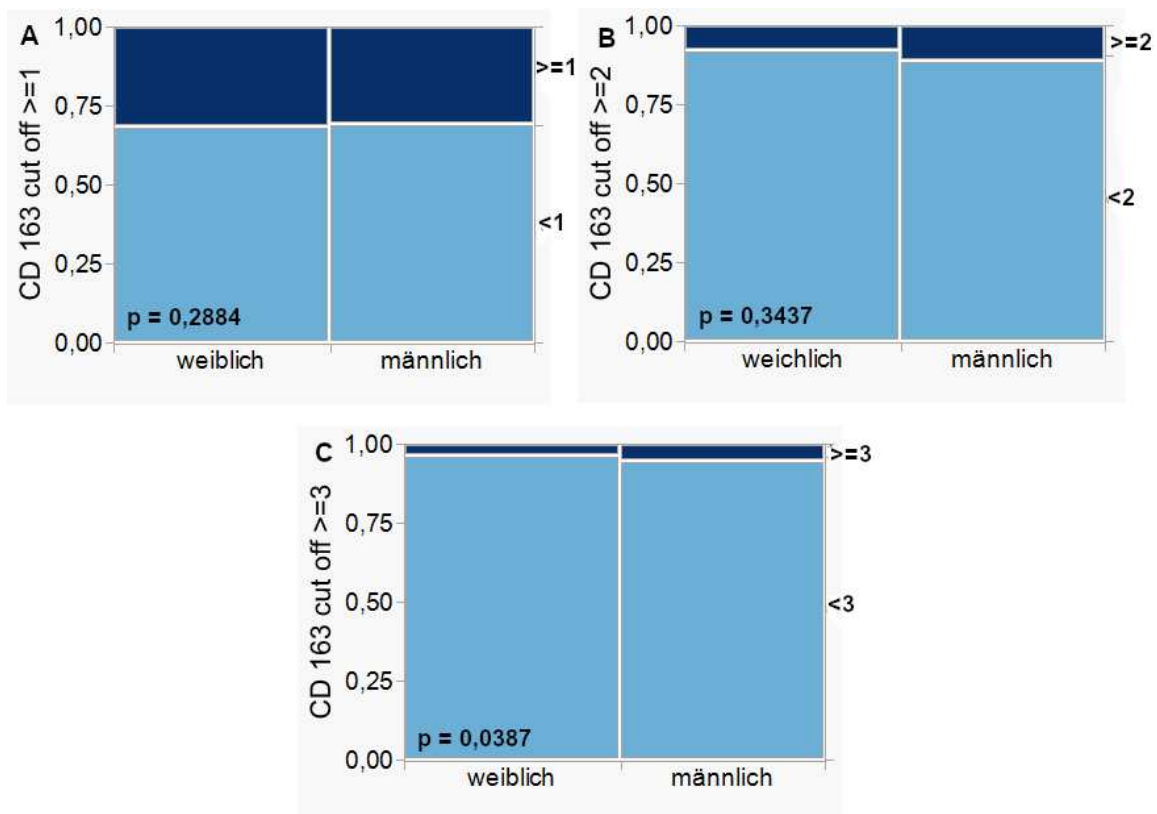 A
CD 163 cut off >=1
1,00
0,75
0,50
0,25
0,00
>=1
<1
p = 0,2884
weiblich
männlich
B
CD 163 cut off >=2
1,00
0,75
0,50
0,25
0,00
>=2
<2
p = 0,3437
weichlich
männlich
C
CD 163 cut off >=3
1,00
0,75
0,50
0,25
0,00
>=3
<3
p = 0,0387
weiblich
männlich